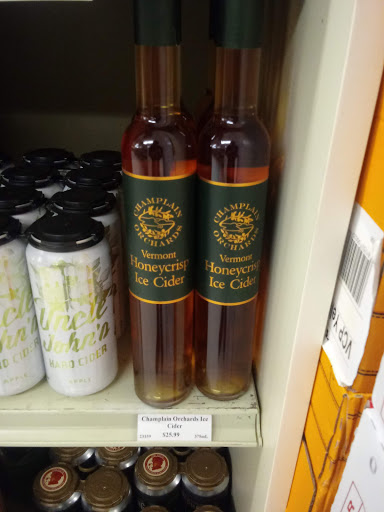 CHAMPLAIN
ORCHARDS
Vermont
Honeycrisp
Ice Cider
CHAMPLAIN
ORCHARDS
Vermont
Honeycrisp
Ice Cider
Uncle
John's
HARD CIDER
APPLE
Champlain Orchards Ice
Cider
$25.99